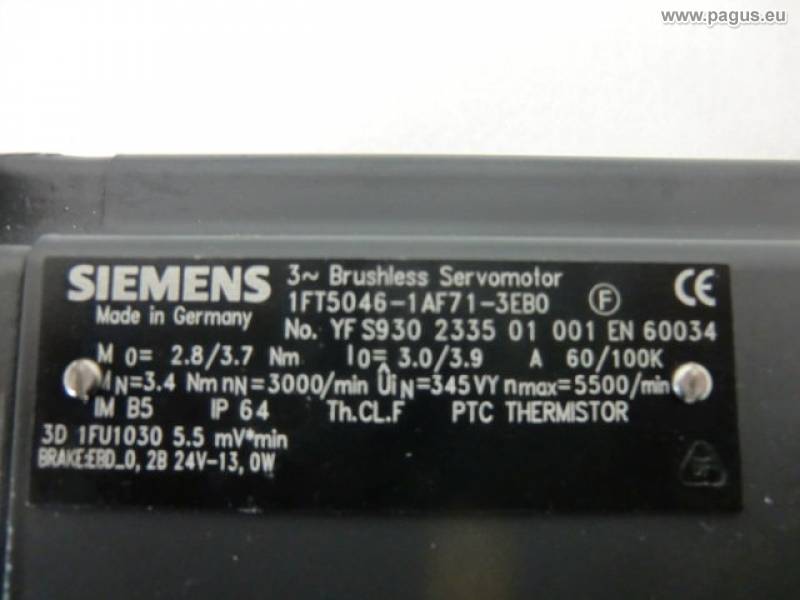 www.pagus.eu
SIEMENS 3~ Brushless Servomotor
1FT5046-1AF71-3EB0 F CE
Made in Germany
No. YF S930 2335 01 001 EN 60034
M 0= 2.8/3.7 Nm I0= 3.0/3.9 A 60/100K
MN=3.4 Nm nN=3000/min ÛiN=345VY nmax=5500/min
IM B5 IP 64 Th.CL.F PTC THERMISTOR
3D 1FU1030 5.5 mV*min
BRAKE:EBD_0,2B 24V-13,0W